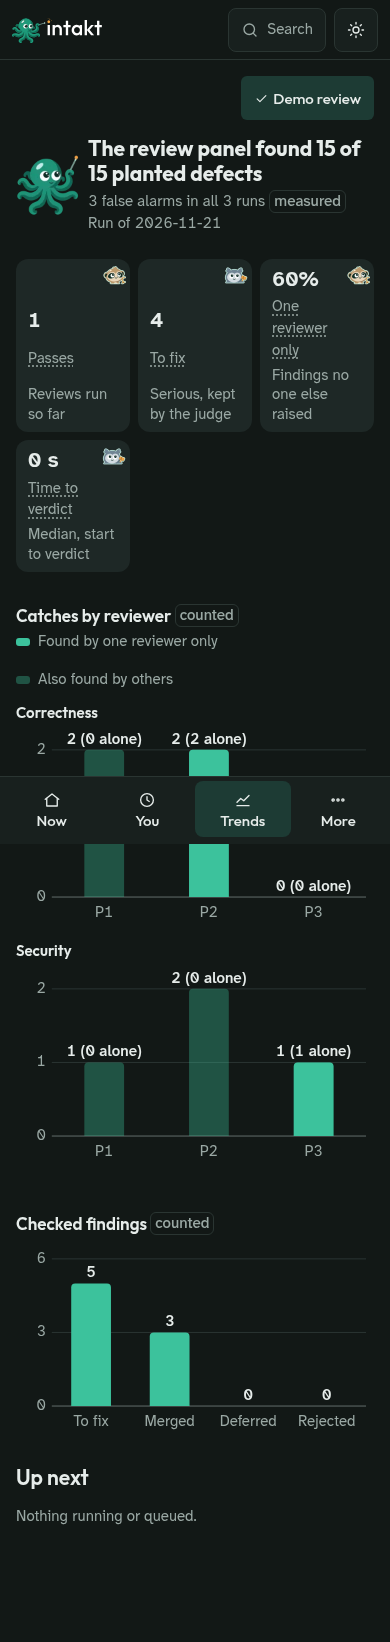 intakt
Search
Demo review
The review panel found 15 of
15 planted defects
3 false alarms in all 3 runs measured
Run of 2026-11-21
1
Passes
Reviews run
so far
4
To fix
Serious, kept
by the judge
60%
One
reviewer
only
Findings no
one else
raised
0 s
Time to
verdict
Median, start
to verdict
Catches by reviewer counted
Found by one reviewer only
Also found by others
Correctness
2 (0 alone) 2 (2 alone)
2
Now You Trends More
0 (0 alone)
0
P1 P2 P3
Security
2 (0 alone)
2
1 (0 alone) 1 (1 alone)
1
0
P1 P2 P3
Checked findings counted
6
5
3
3
0 0
0
To fix Merged Deferred Rejected
Up next
Nothing running or queued.